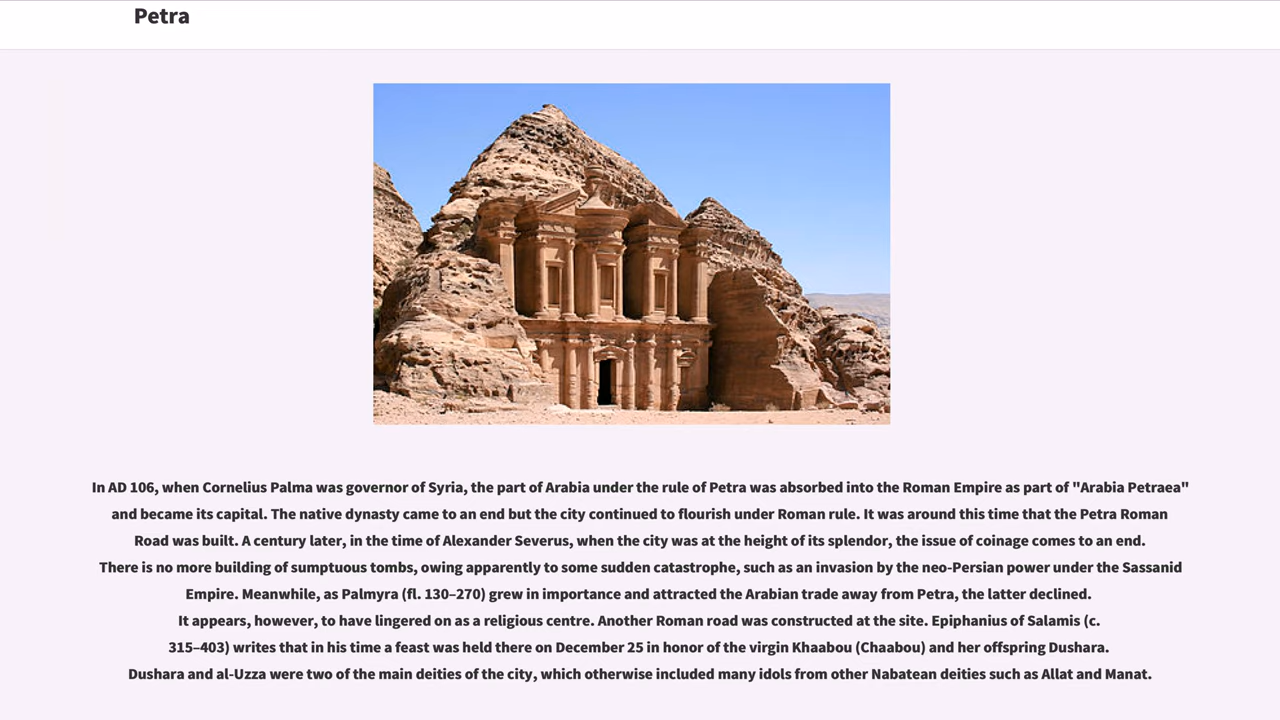 Petra
In AD 106, when Cornelius Palma was governor of Syria, the part of Arabia under the rule of Petra was absorbed into the Roman Empire as part of "Arabia Petraea"
and became its capital. The native dynasty came to an end but the city continued to flourish under Roman rule. It was around this time that the Petra Roman
Road was built. A century later, in the time of Alexander Severus, when the city was at the height of its splendor, the issue of coinage comes to an end.
There is no more building of sumptuous tombs, owing apparently to some sudden catastrophe, such as an invasion by the neo-Persian power under the Sassanid
Empire. Meanwhile, as Palmyra (fl. 130–270) grew in importance and attracted the Arabian trade away from Petra, the latter declined.
It appears, however, to have lingered on as a religious centre. Another Roman road was constructed at the site. Epiphanius of Salamis (c.
315–403) writes that in his time a feast was held there on December 25 in honor of the virgin Khaabou (Chaabou) and her offspring Dushara.
Dushara and al-Uzza were two of the main deities of the city, which otherwise included many idols from other Nabatean deities such as Allat and Manat.